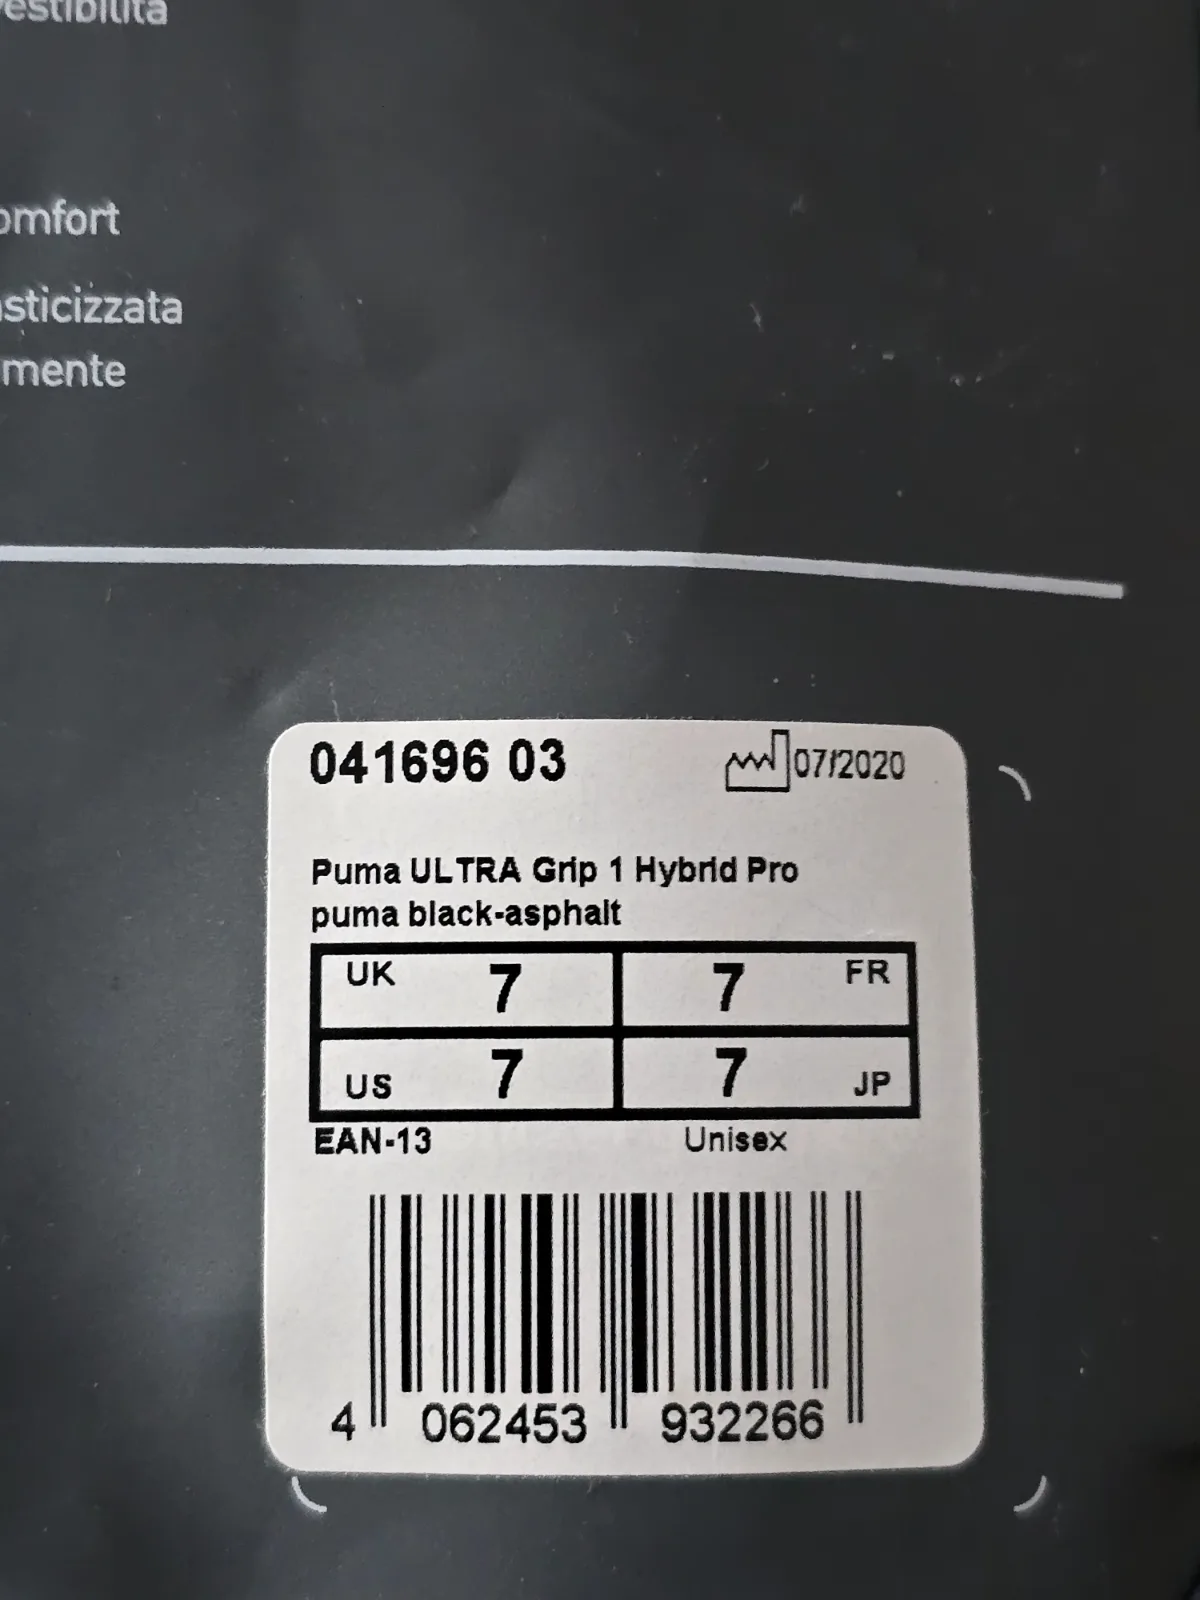 estibilità
omfort
sticizzata
mente
041696 03
07/2020
Puma ULTRA Grip 1 Hybrid Pro
puma black-asphalt
UK 7 7 FR
US 7 7 JP
EAN-13 Unisex
4 062453 932266